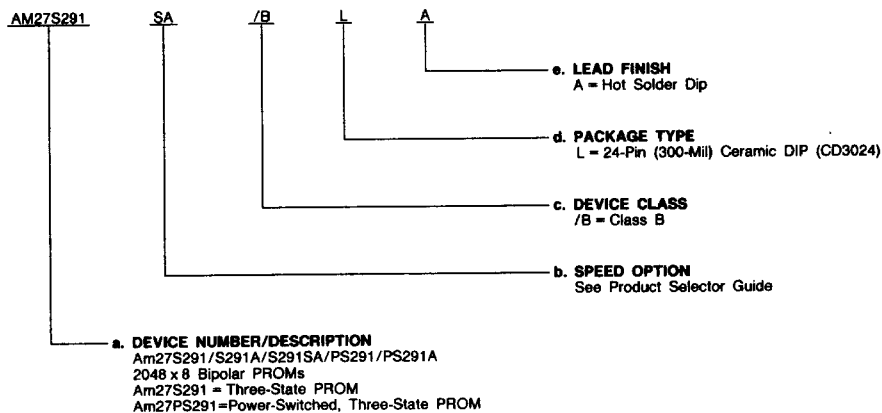 AM27S291 SA /B L A
e. LEAD FINISH
A = Hot Solder Dip
d. PACKAGE TYPE
L = 24-Pin (300-Mil) Ceramic DIP (CD3024)
c. DEVICE CLASS
/B = Class B
b. SPEED OPTION
See Product Selector Guide
a. DEVICE NUMBER/DESCRIPTION
Am27S291/S291A/S291SA/PS291/PS291A
2048 x 8 Bipolar PROMs
Am27S291 = Three-State PROM
Am27PS291=Power-Switched, Three-State PROM